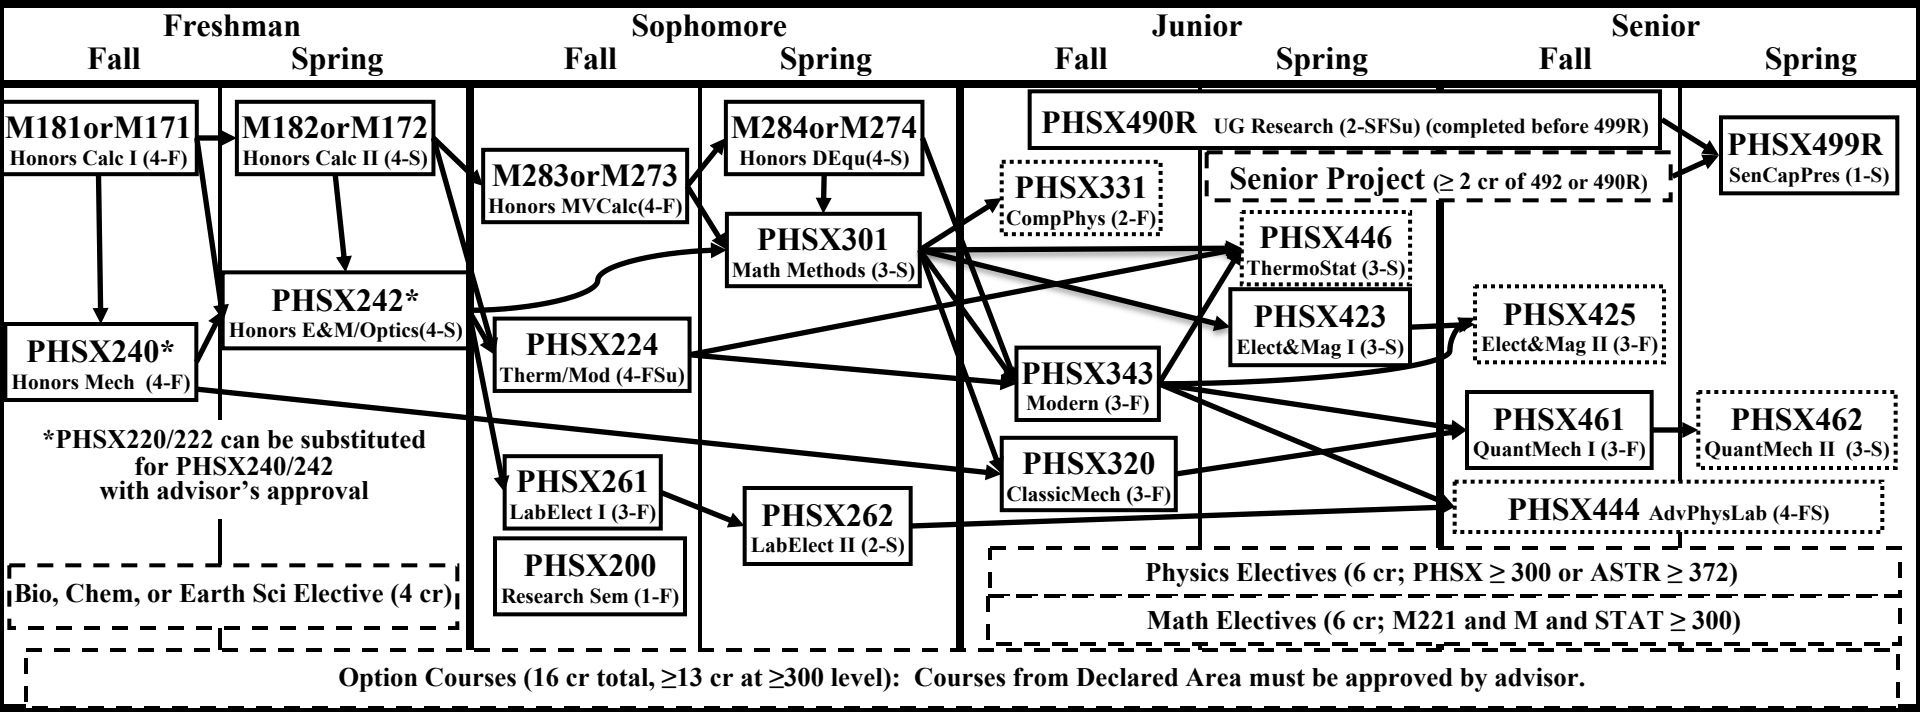 Freshman
Sophomore
Junior
Senior
Fall
Spring
Fall
Spring
Fall
Spring
Fall
Spring
M181orM171
Honors Calc I (4-F)
M182orM172
Honors Calc II (4-S)
M283orM273
Honors MVCalc(4-F)
M284orM274
Honors DEqu(4-S)
PHSX490R UG Research (2-SFSu) (completed before 499R)
PHSX499R
SenCapPres (1-S)
Senior Project (≥ 2 cr of 492 or 490R)
PHSX331
CompPhys (2-F)
PHSX301
Math Methods (3-S)
PHSX446
ThermoStat (3-S)
PHSX242*
Honors E&M/Optics(4-S)
PHSX423
Elect&Mag I (3-S)
PHSX425
Elect&Mag II (3-F)
PHSX240*
Honors Mech (4-F)
PHSX224
Therm/Mod (4-FSu)
PHSX343
Modern (3-F)
PHSX461
QuantMech I (3-F)
PHSX462
QuantMech II (3-S)
*PHSX220/222 can be substituted
for PHSX240/242
with advisor's approval
PHSX261
LabElect I (3-F)
PHSX320
ClassicMech (3-F)
PHSX262
LabElect II (2-S)
PHSX444 AdvPhysLab (4-FS)
PHSX200
Research Sem (1-F)
Bio, Chem, or Earth Sci Elective (4 cr)
Physics Electives (6 cr; PHSX ≥ 300 or ASTR ≥ 372)
Math Electives (6 cr; M221 and M and STAT ≥ 300)
Option Courses (16 cr total, ≥13 cr at ≥300 level): Courses from Declared Area must be approved by advisor.